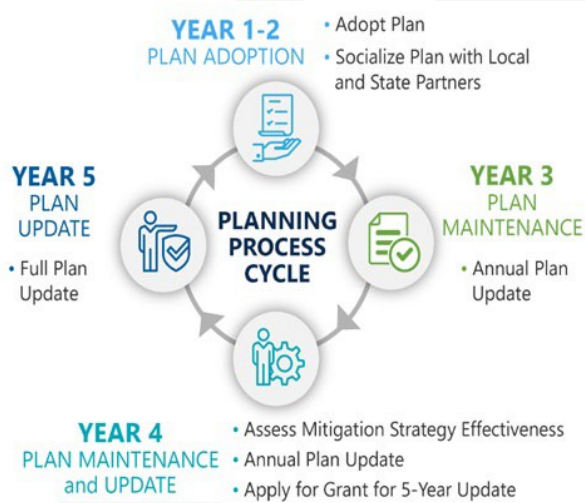 YEAR 1-2
PLAN ADOPTION
• Adopt Plan
• Socialize Plan with Local
and State Partners
YEAR 5
PLAN
UPDATE
• Full Plan
Update
PLANNING
PROCESS
CYCLE
YEAR 3
PLAN
MAINTENANCE
• Annual Plan
Update
YEAR 4
PLAN MAINTENANCE
and UPDATE
• Assess Mitigation Strategy Effectiveness
• Annual Plan Update
• Apply for Grant for 5-Year Update